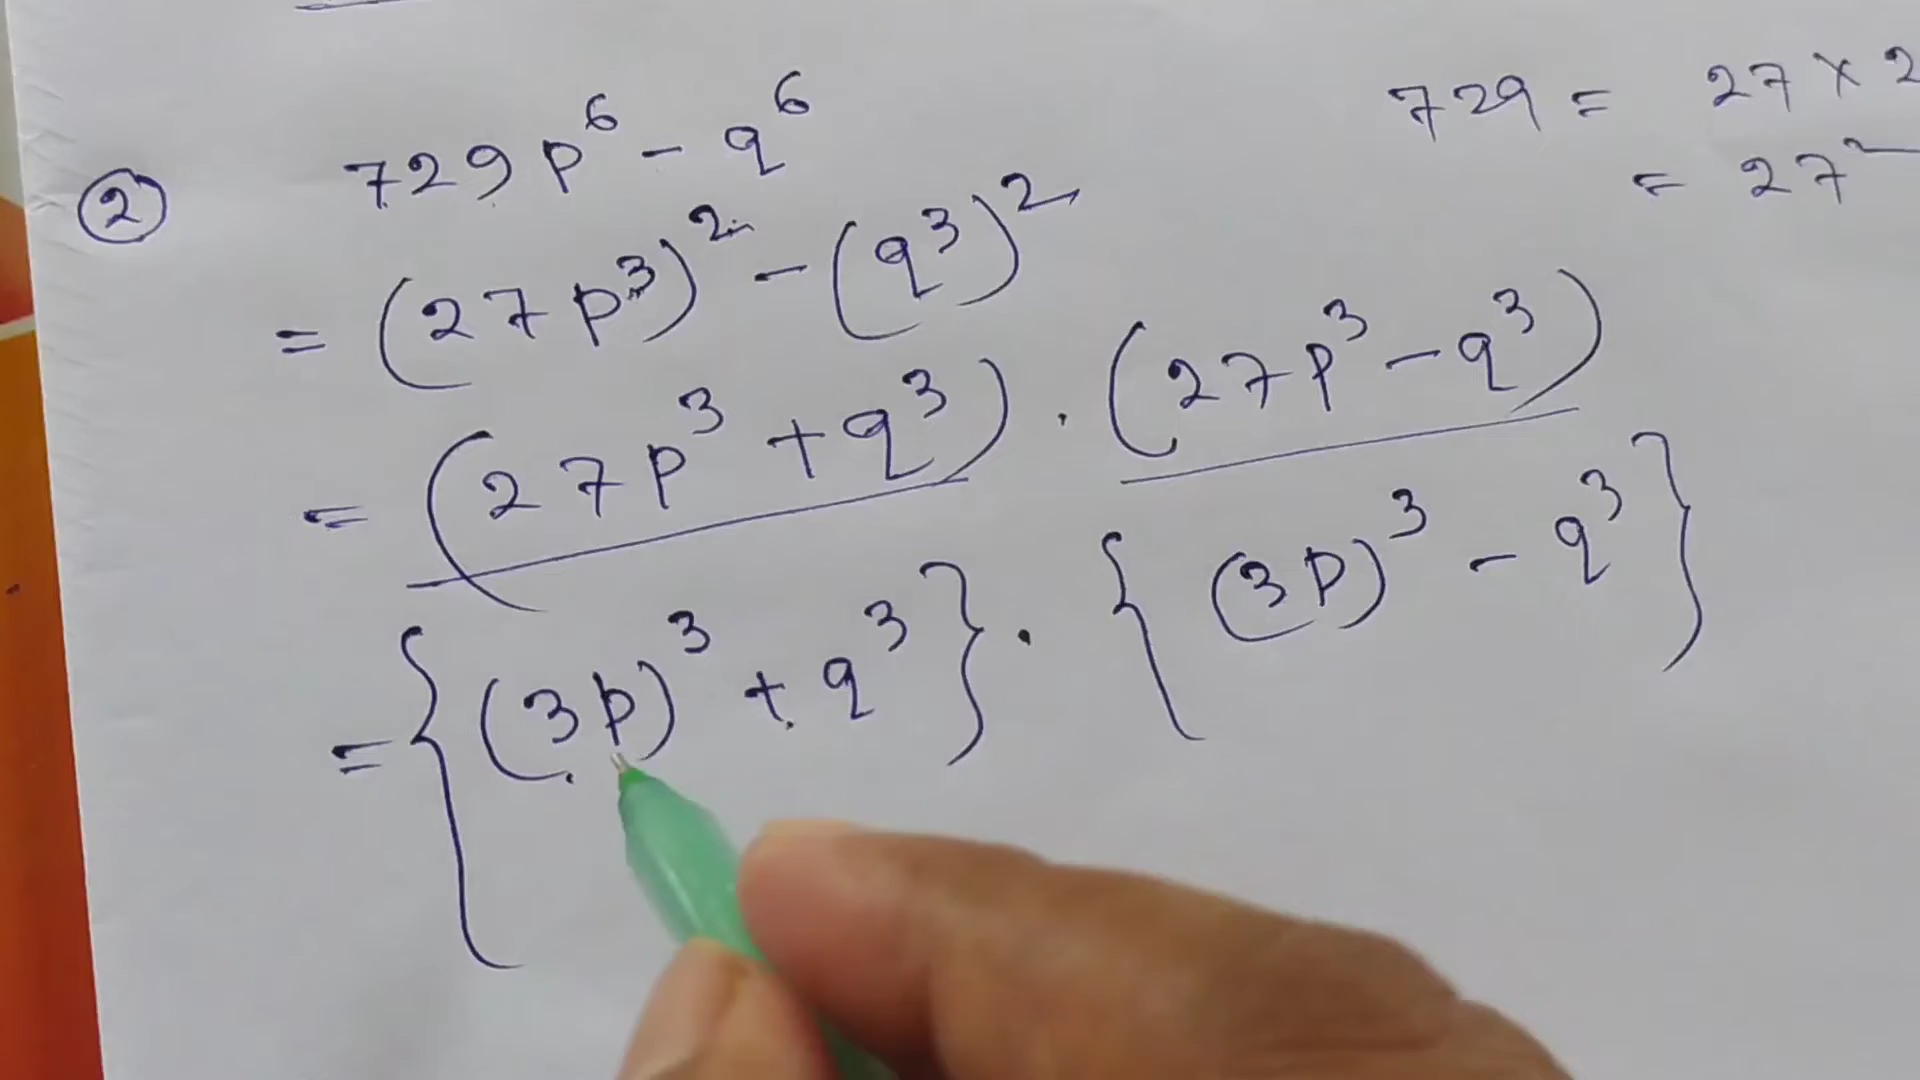 ② 729p⁶ - q⁶
729 = 27 × 2
= 27²
= (27p³)² - (q³)²
= (27p³ + q³) · (27p³ - q³)
= {(3p)³ + q³} · {(3p)³ - q³}